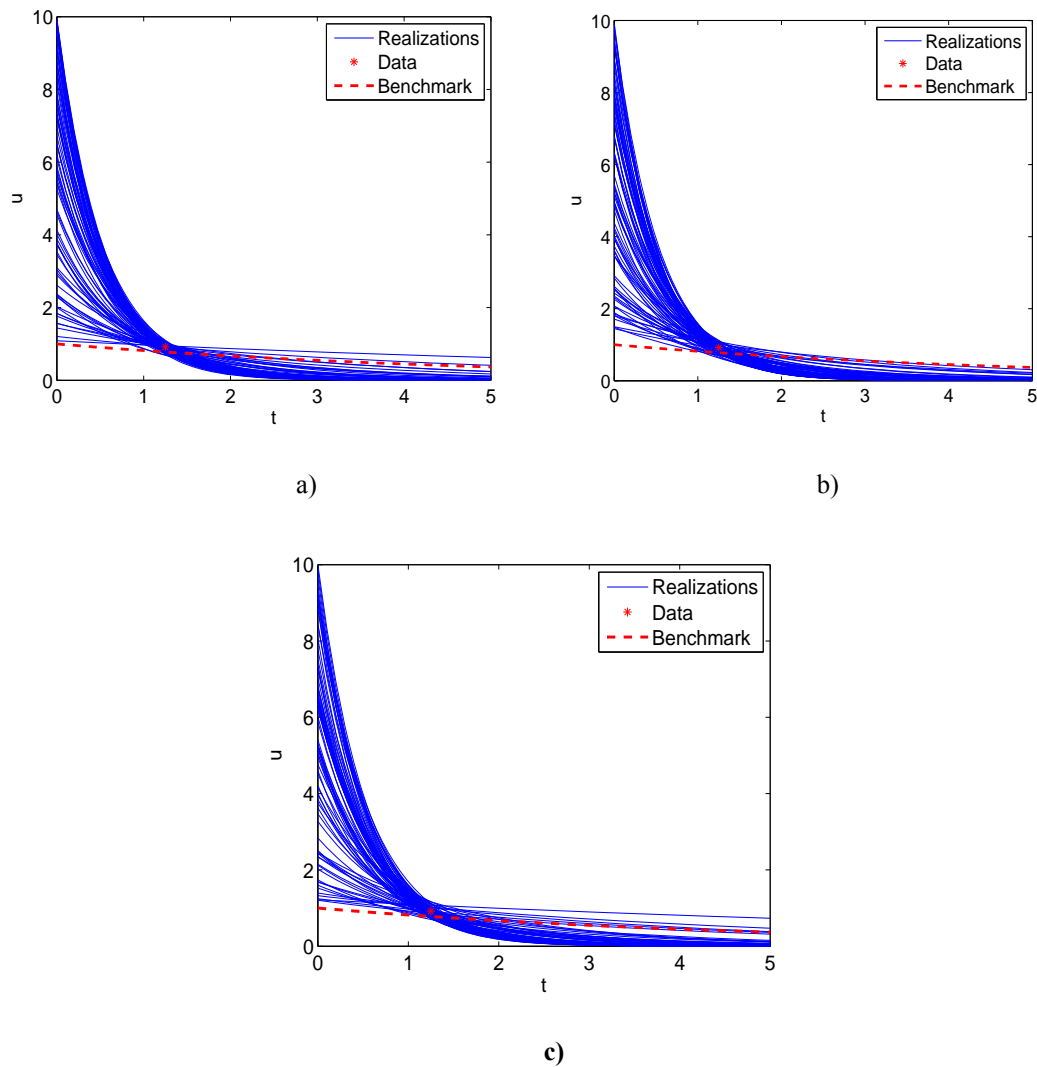 10
8
6
4
2
0
u
0 1 2 3 4 5
t
Realizations
Data
Benchmark
a)
10
8
6
4
2
0
u
0 1 2 3 4 5
t
Realizations
Data
Benchmark
b)
10
8
6
4
2
0
u
0 1 2 3 4 5
t
Realizations
Data
Benchmark
c)